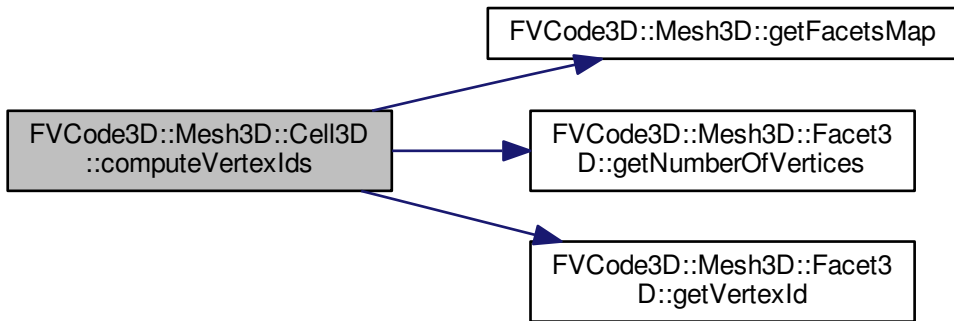 FVCode3D::Mesh3D::getFacetsMap
FVCode3D::Mesh3D::Cell3D
::computeVertexIds
FVCode3D::Mesh3D::Facet3
D::getNumberOfVertices
FVCode3D::Mesh3D::Facet3
D::getVertexId